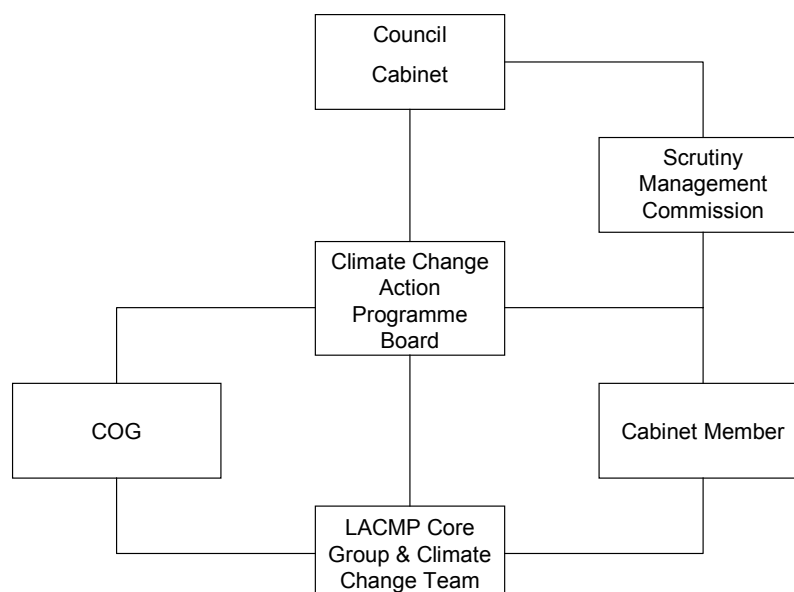 Council
Cabinet
Scrutiny
Management
Commission
Climate Change
Action
Programme
Board
COG
Cabinet Member
LACMP Core
Group & Climate
Change Team